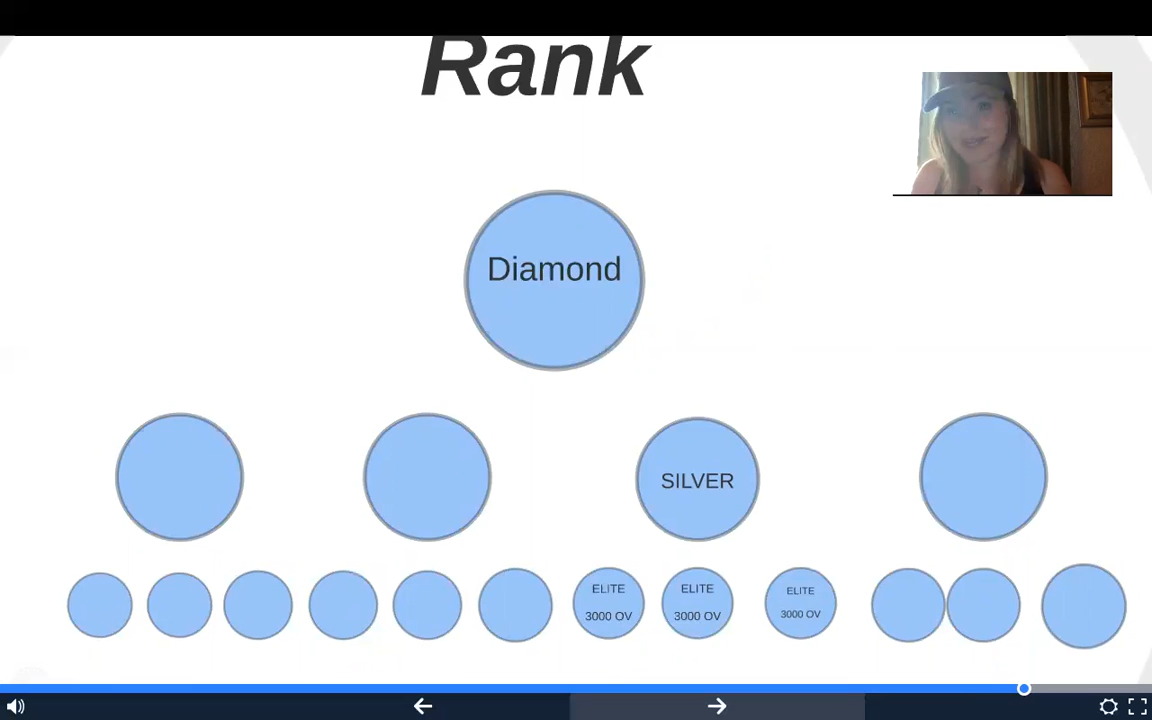 Rank
Diamond
SILVER
ELITE
3000 OV
ELITE
3000 OV
ELITE
3000 OV